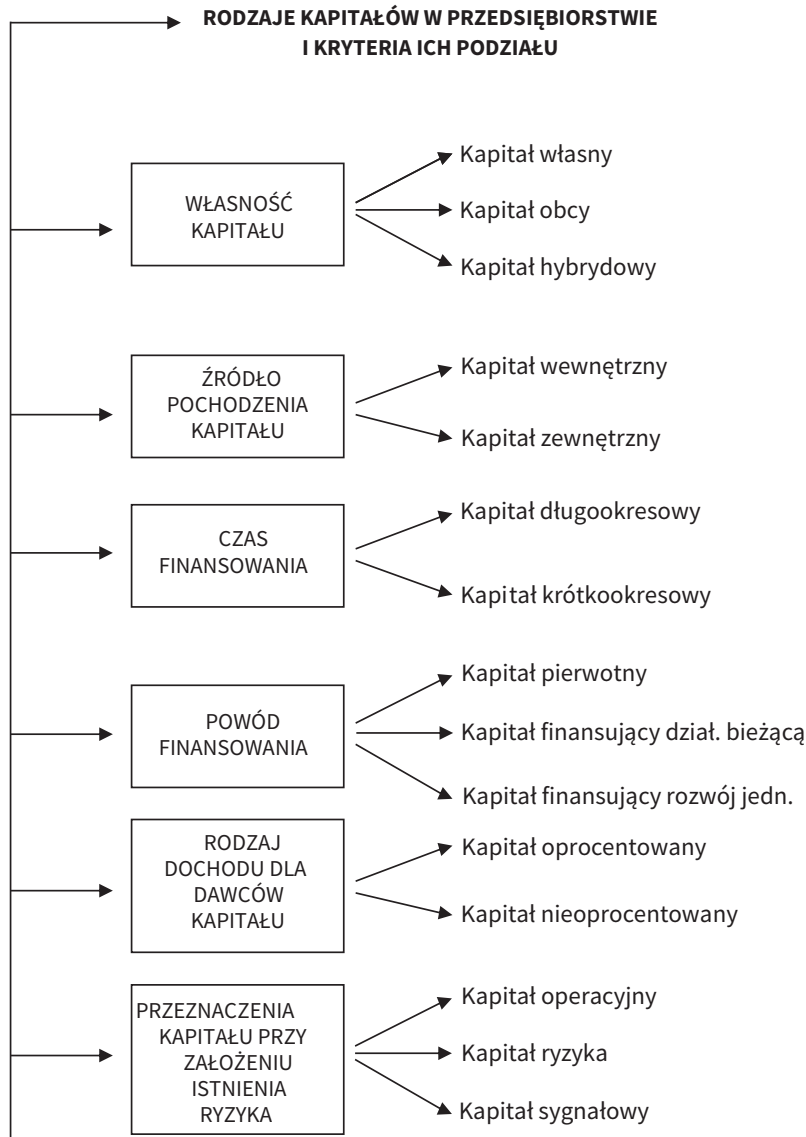 RODZAJE KAPITAŁÓW W PRZEDSIĘBIORSTWIE
I KRYTERIA ICH PODZIAŁU
WŁASNOŚĆ
KAPITAŁU
Kapitał własny
Kapitał obcy
Kapitał hybrydowy
ŹRÓDŁO
POCHODZENIA
KAPITAŁU
Kapitał wewnętrzny
Kapitał zewnętrzny
CZAS
FINANSOWANIA
Kapitał długookresowy
Kapitał krótkookresowy
POWÓD
FINANSOWANIA
Kapitał pierwotny
Kapitał finansujący dział. bieżącą
Kapitał finansujący rozwój jedn.
RODZAJ
DOCHODU DLA
DAWCÓW
KAPITAŁU
Kapitał oprocentowany
Kapitał nieoprocentowany
PRZEZNACZENIA
KAPITAŁU PRZY
ZAŁOŻENIU
ISTNIENIA
RYZYKA
Kapitał operacyjny
Kapitał ryzyka
Kapitał sygnałowy